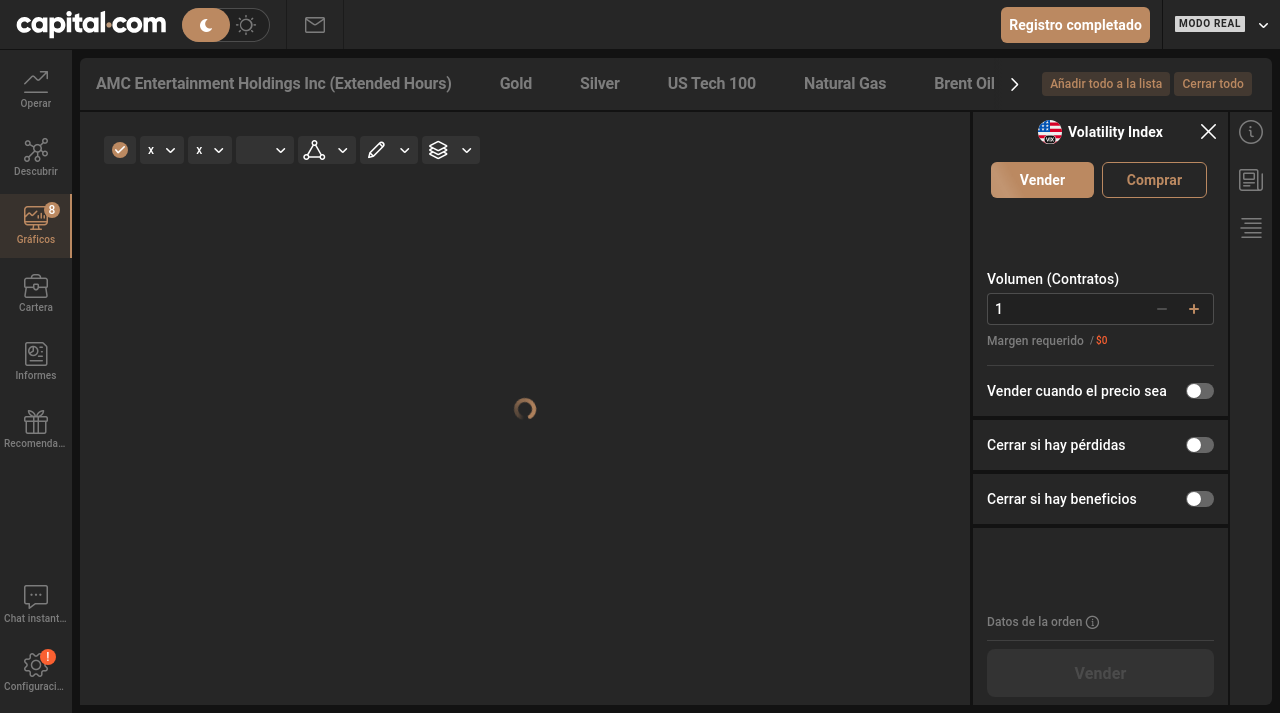 capital.com
Registro completado
MODO REAL
AMC Entertainment Holdings Inc (Extended Hours)
Gold
Silver
US Tech 100
Natural Gas
Brent Oil
Añadir todo a la lista
Cerrar todo
Operar
Descubrir
8
Gráficos
Cartera
Informes
Recomenda...
Chat instant...
!
Configuraci...
x
x
VIX
Volatility Index
Vender
Comprar
Volumen (Contratos)
1
Margen requerido / $0
Vender cuando el precio sea
Cerrar si hay pérdidas
Cerrar si hay beneficios
Datos de la orden
Vender